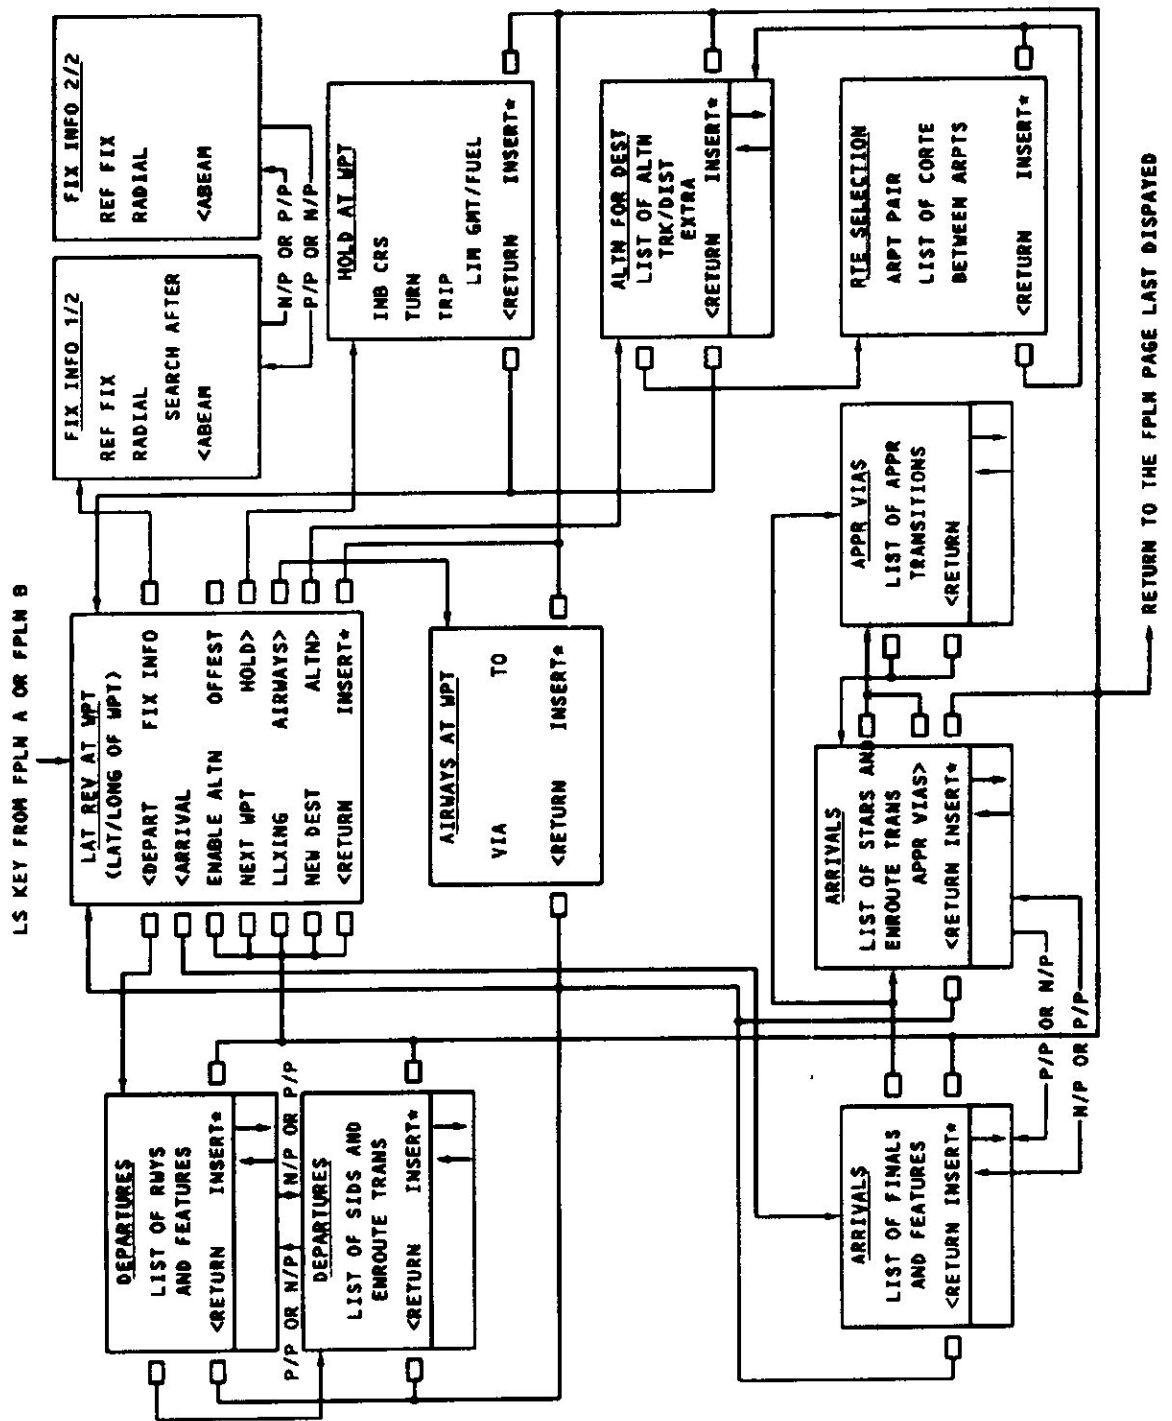 LS KEY FROM FPLN A OR FPLN B
LAT REV AT WPT
(LAT/LONG OF WPT)
<DEPART FIX INFO
<ARRIVAL
ENABLE ALTN OFFEST
NEXT WPT HOLD>
LLXING AIRWAYS>
NEW DEST ALTN>
<RETURN INSERT*
FIX INFO 1/2
REF FIX
RADIAL
SEARCH AFTER
<ABEAM
N/P OR P/P
P/P OR N/P
FIX INFO 2/2
REF FIX
RADIAL
<ABEAM
HOLD AT WPT
INB CRS
TURN
TRIP
LIM GMT/FUEL
<RETURN INSERT*
DEPARTURES
LIST OF RWYS
AND FEATURES
<RETURN INSERT*
P/P OR N/P
N/P OR P/P
DEPARTURES
LIST OF SIDS AND
ENROUTE TRANS
<RETURN INSERT*
AIRWAYS AT WPT
VIA TO
<RETURN INSERT*
ALTN FOR DEST
LIST OF ALTN
TRK/DIST
EXTRA
<RETURN INSERT*
ARRIVALS
LIST OF FINALS
AND FEATURES
<RETURN INSERT*
P/P OR N/P
N/P OR P/P
ARRIVALS
LIST OF STARS AND
ENROUTE TRANS
APPR VIAS>
<RETURN INSERT*
APPR VIAS
LIST OF APPR
TRANSITIONS
<RETURN
RTE SELECTION
ARPT PAIR
LIST OF CORTE
BETWEEN ARPTS
<RETURN INSERT*
RETURN TO THE FPLN PAGE LAST DISPAYED